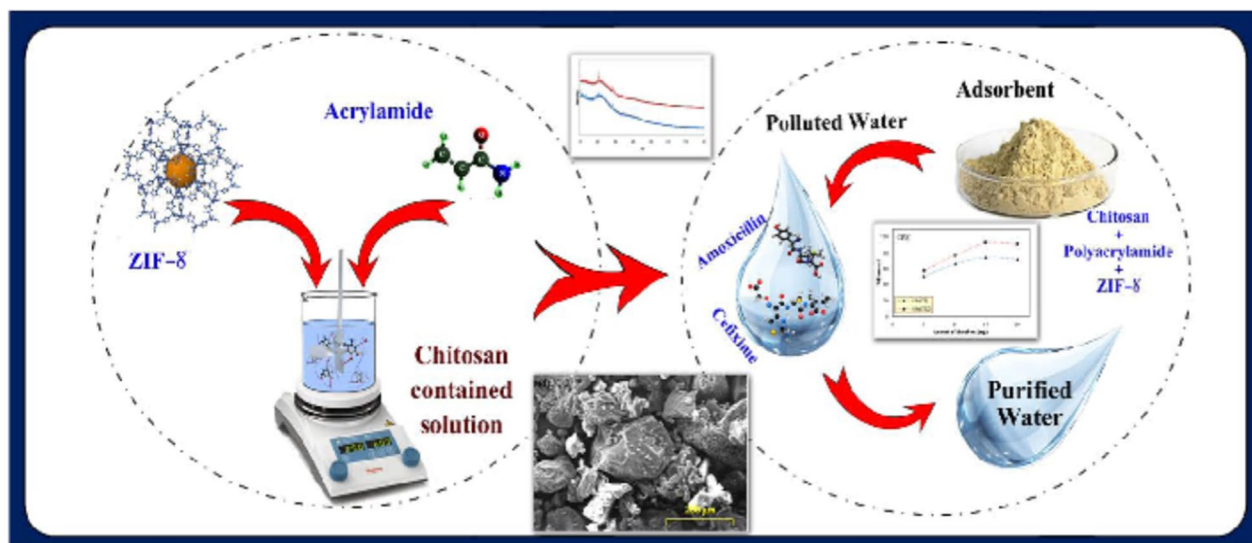 Acrylamide
ZIF-8
Chitosan
contained
solution
Adsorbent
Polluted Water
Chitosan
+
Polyacrylamide
+
ZIF-8
Amoxicillin
Cefixime
Purified
Water